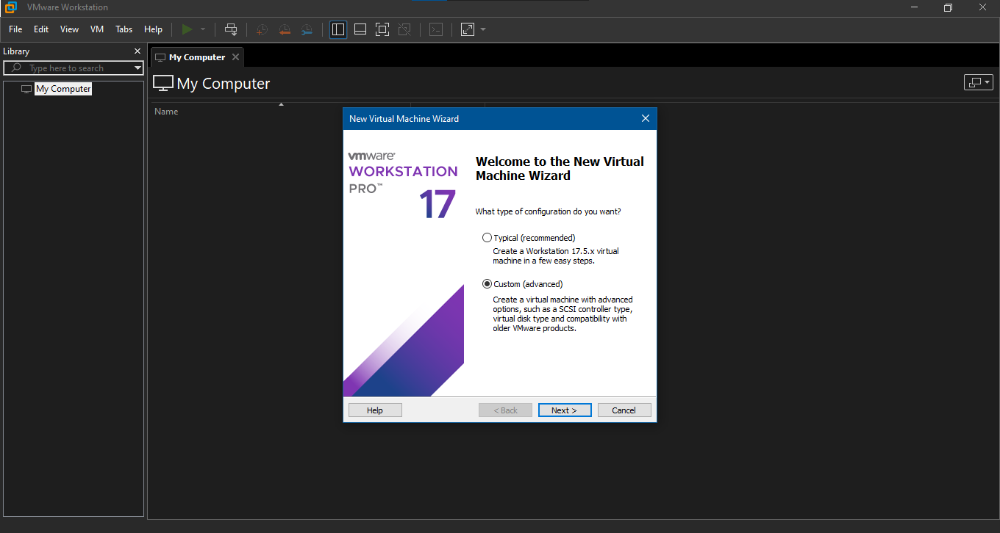 VMware Workstation
File Edit View VM Tabs Help
Library
Type here to search
My Computer
My Computer
My Computer
Name
New Virtual Machine Wizard
vmware®
WORKSTATION
PRO™
17
Welcome to the New Virtual
Machine Wizard
What type of configuration do you want?
Typical (recommended)
Create a Workstation 17.5.x virtual
machine in a few easy steps.
Custom (advanced)
Create a virtual machine with advanced
options, such as a SCSI controller type,
virtual disk type and compatibility with
older VMware products.
Help < Back Next > Cancel